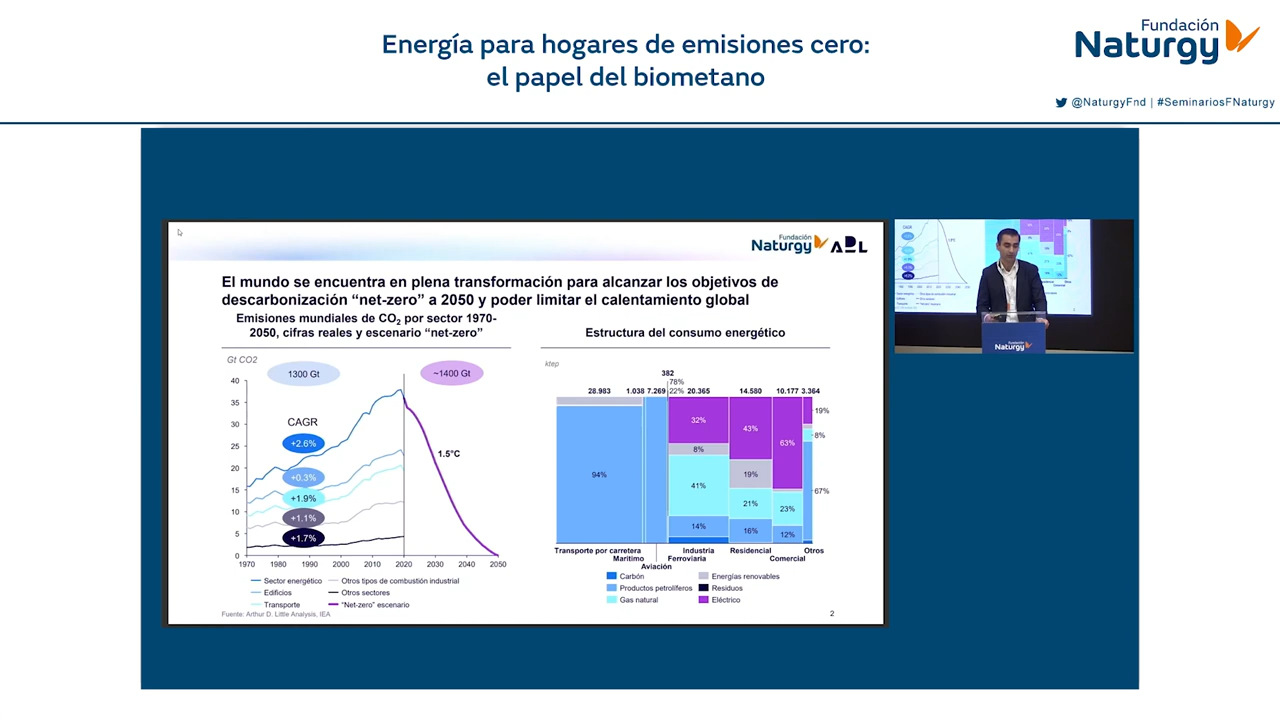 Energía para hogares de emisiones cero:
el papel del biometano
Fundación
Naturgy
@NaturgyFnd | #SeminariosFNaturgy
Fundación
Naturgy
ADL
El mundo se encuentra en plena transformación para alcanzar los objetivos de
descarbonización “net-zero” a 2050 y poder limitar el calentamiento global
Emisiones mundiales de CO2 por sector 1970-
2050, cifras reales y escenario “net-zero”
Gt CO2
1300 Gt
~1400 Gt
40
35
30
25
20
15
10
5
0
CAGR
+2.6%
+0.3%
+1.9%
+1.1%
+1.7%
1.5°C
1970 1980 1990 2000 2010 2020 2030 2040 2050
Sector energético
Otros tipos de combustión industrial
Edificios
Otros sectores
Transporte
“Net-zero” escenario
Fuente: Arthur D. Little Analysis, IEA
Estructura del consumo energético
ktep
382
78%
28.983 1.038 7.269 22% 20.365 14.580 10.177 3.364
94%
32%
8%
41%
14%
43%
19%
21%
16%
63%
23%
12%
19%
8%
67%
Transporte por carretera Industria Residencial Otros
Marítimo Ferroviaria Comercial
Aviación
Carbón
Energías renovables
Productos petrolíferos
Residuos
Gas natural
Eléctrico
2
Fundación
Naturgy